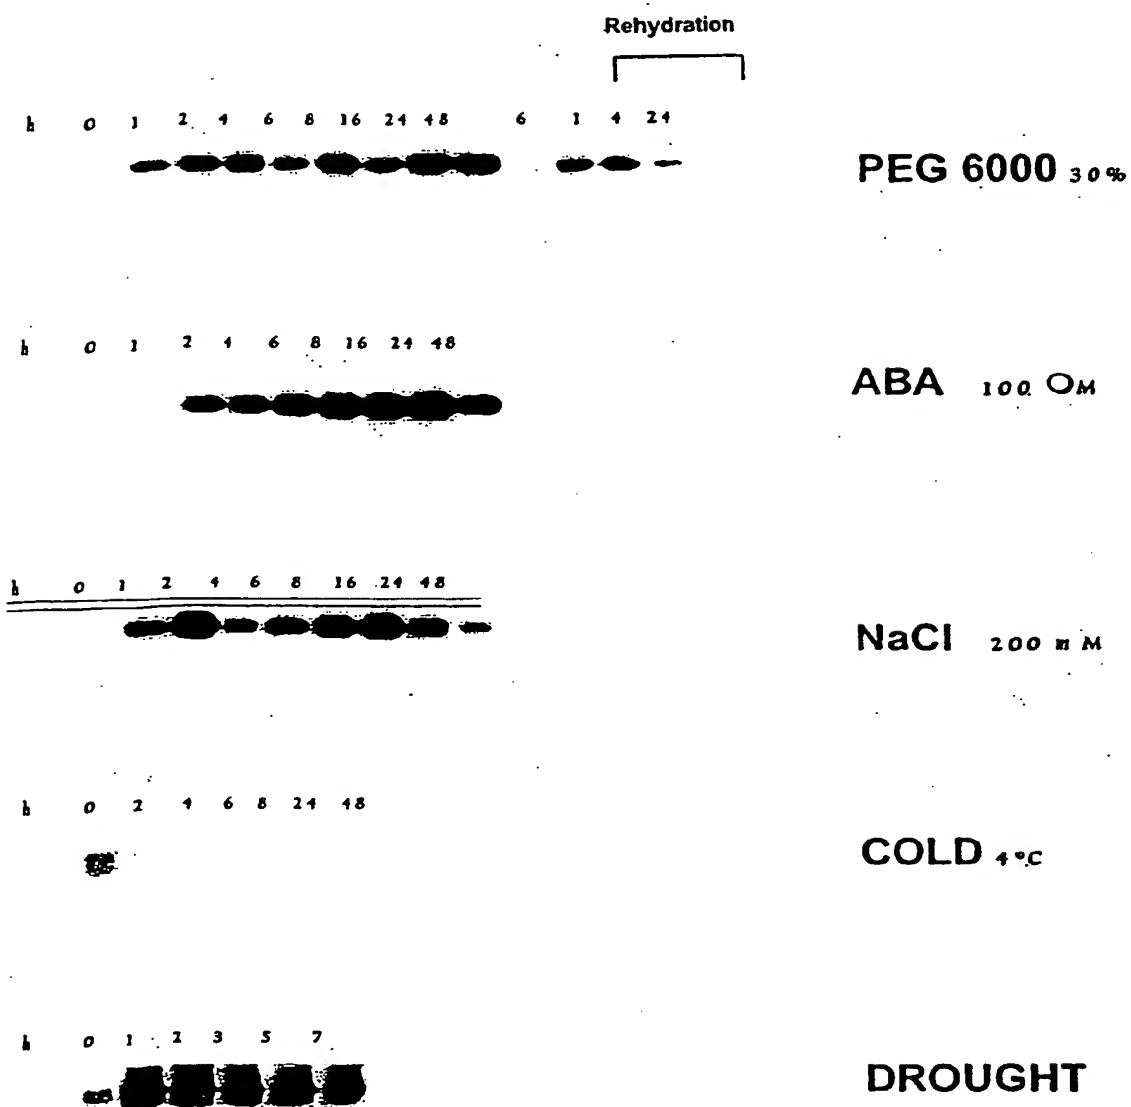 Rehydration
h 0 1 2 4 6 8 16 24 48 6 1 4 24
PEG 6000 30%
h 0 1 2 4 6 8 16 24 48
ABA 100 OM
h 0 1 2 4 6 8 16 24 48
NaCl 200 mM
h 0 2 4 6 8 24 48
COLD 4°C
h 0 1 2 3 5 7
DROUGHT